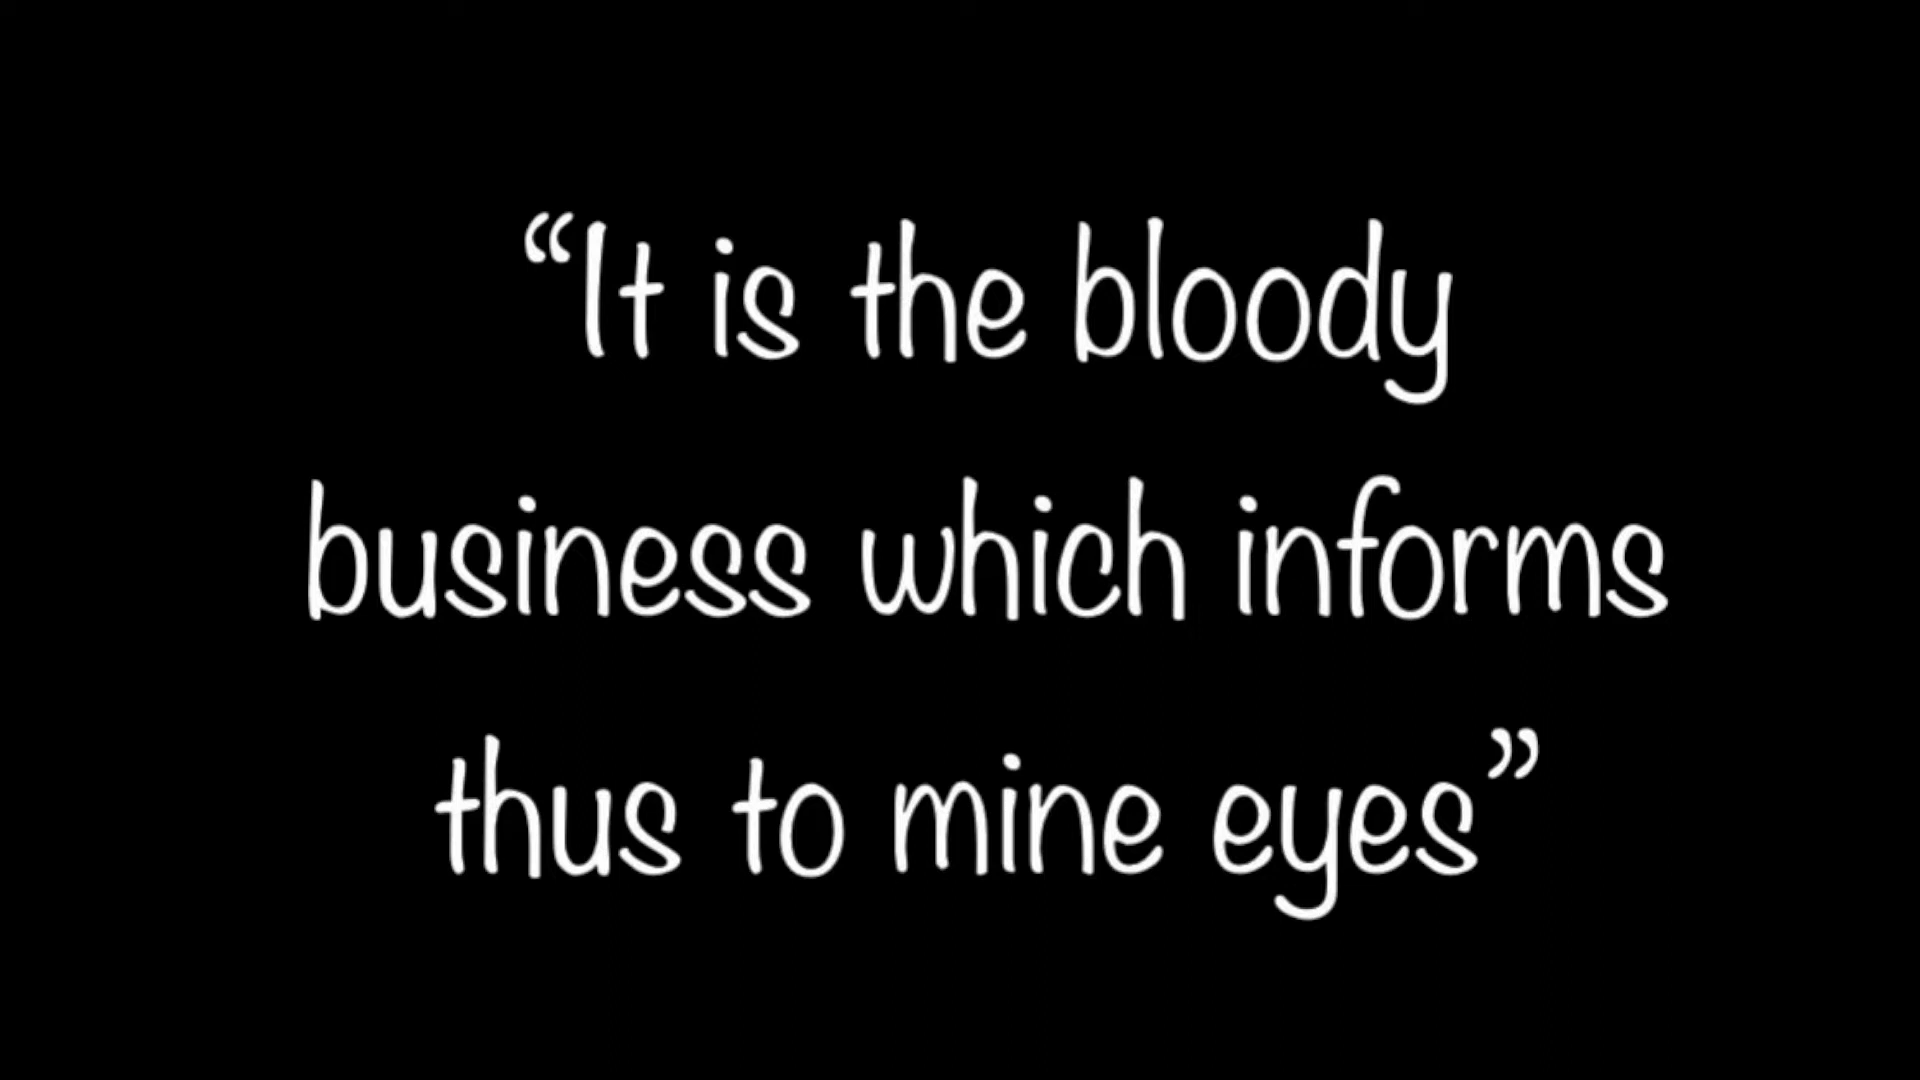 “It is the bloody
business which informs
thus to mine eyes”